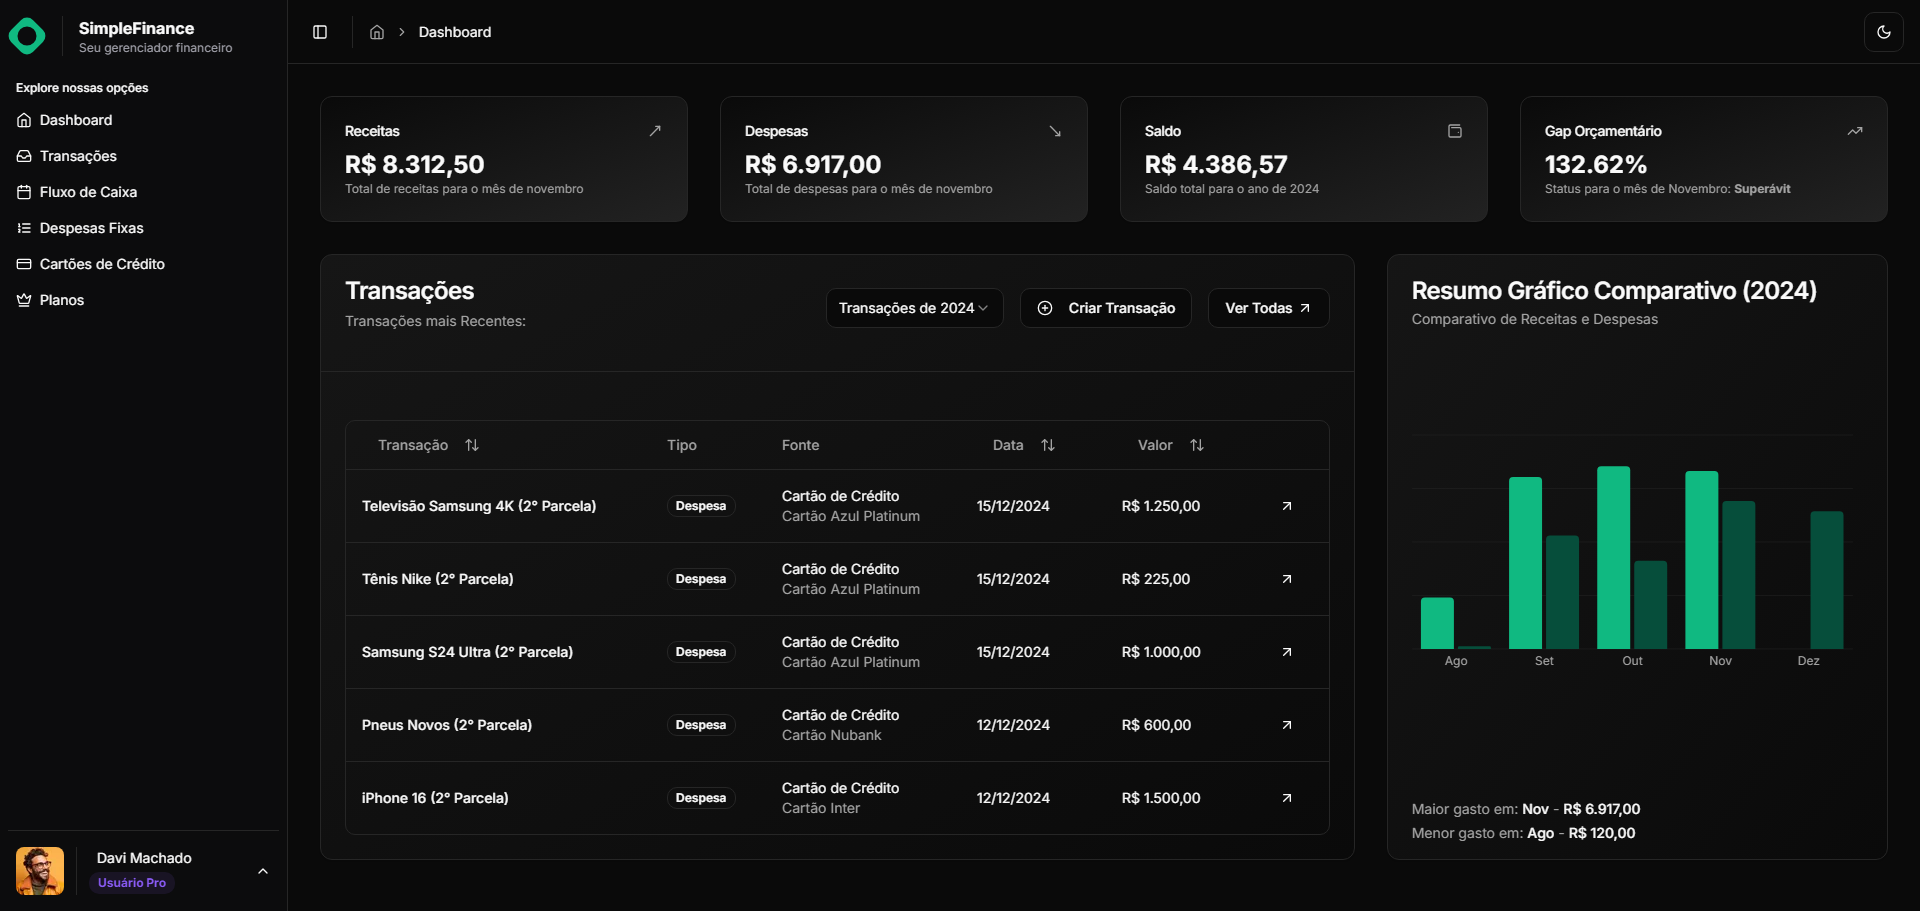 SimpleFinance
Seu gerenciador financeiro
Explore nossas opções
Dashboard
Transações
Fluxo de Caixa
Despesas Fixas
Cartões de Crédito
Planos
Davi Machado
Usuário Pro
Dashboard
Receitas
R$ 8.312,50
Total de receitas para o mês de novembro
Despesas
R$ 6.917,00
Total de despesas para o mês de novembro
Saldo
R$ 4.386,57
Saldo total para o ano de 2024
Gap Orçamentário
132.62%
Status para o mês de Novembro: Superávit
Transações
Transações mais Recentes:
Transações de 2024
Criar Transação
Ver Todas
Transação Tipo Fonte Data Valor
Televisão Samsung 4K (2° Parcela) Despesa Cartão de Crédito 15/12/2024 R$ 1.250,00
Cartão Azul Platinum
Tênis Nike (2° Parcela) Despesa Cartão de Crédito 15/12/2024 R$ 225,00
Cartão Azul Platinum
Samsung S24 Ultra (2° Parcela) Despesa Cartão de Crédito 15/12/2024 R$ 1.000,00
Cartão Azul Platinum
Pneus Novos (2° Parcela) Despesa Cartão de Crédito 12/12/2024 R$ 600,00
Cartão Nubank
iPhone 16 (2° Parcela) Despesa Cartão de Crédito 12/12/2024 R$ 1.500,00
Cartão Inter
Resumo Gráfico Comparativo (2024)
Comparativo de Receitas e Despesas
Ago Set Out Nov Dez
Maior gasto em: Nov - R$ 6.917,00
Menor gasto em: Ago - R$ 120,00